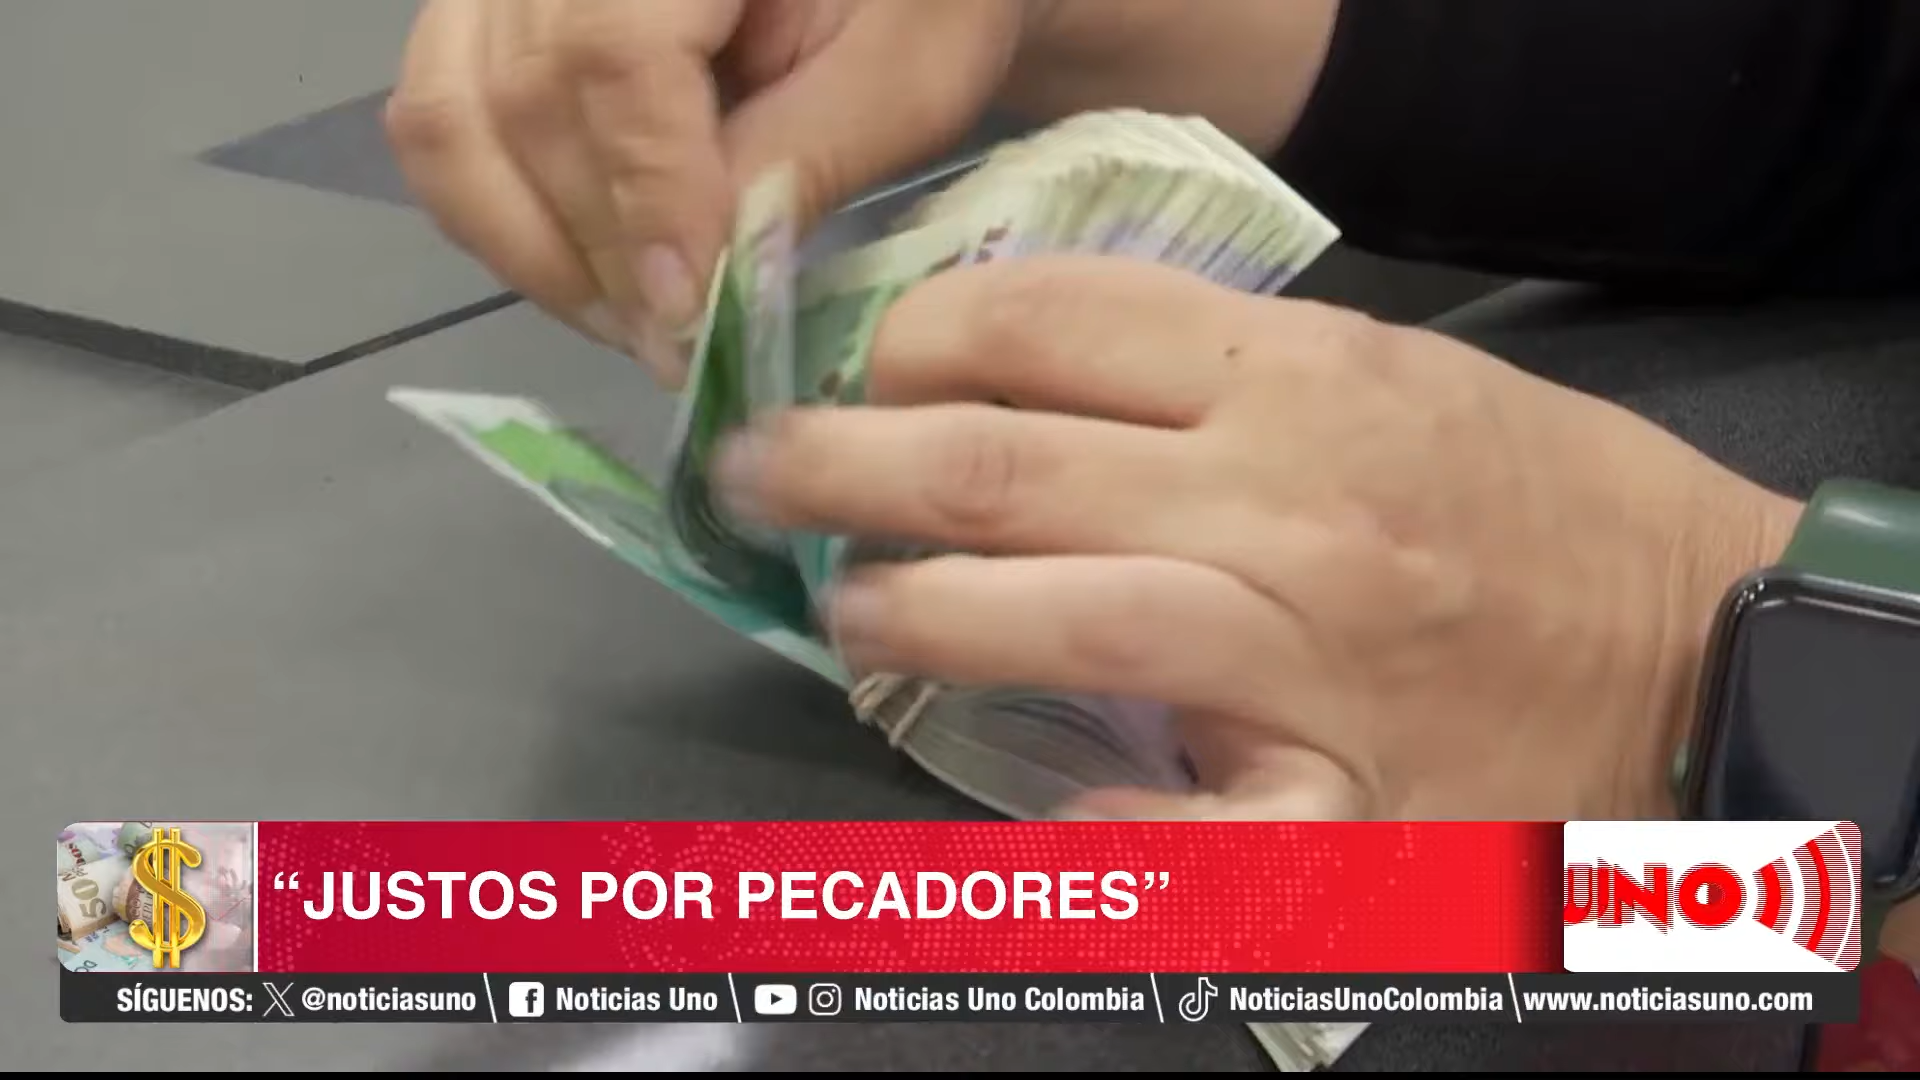 “JUSTOS POR PECADORES”
UNO
SÍGUENOS: @noticiasuno \ Noticias Uno \ Noticias Uno Colombia \ NoticiasUnoColombia \ www.noticiasuno.com